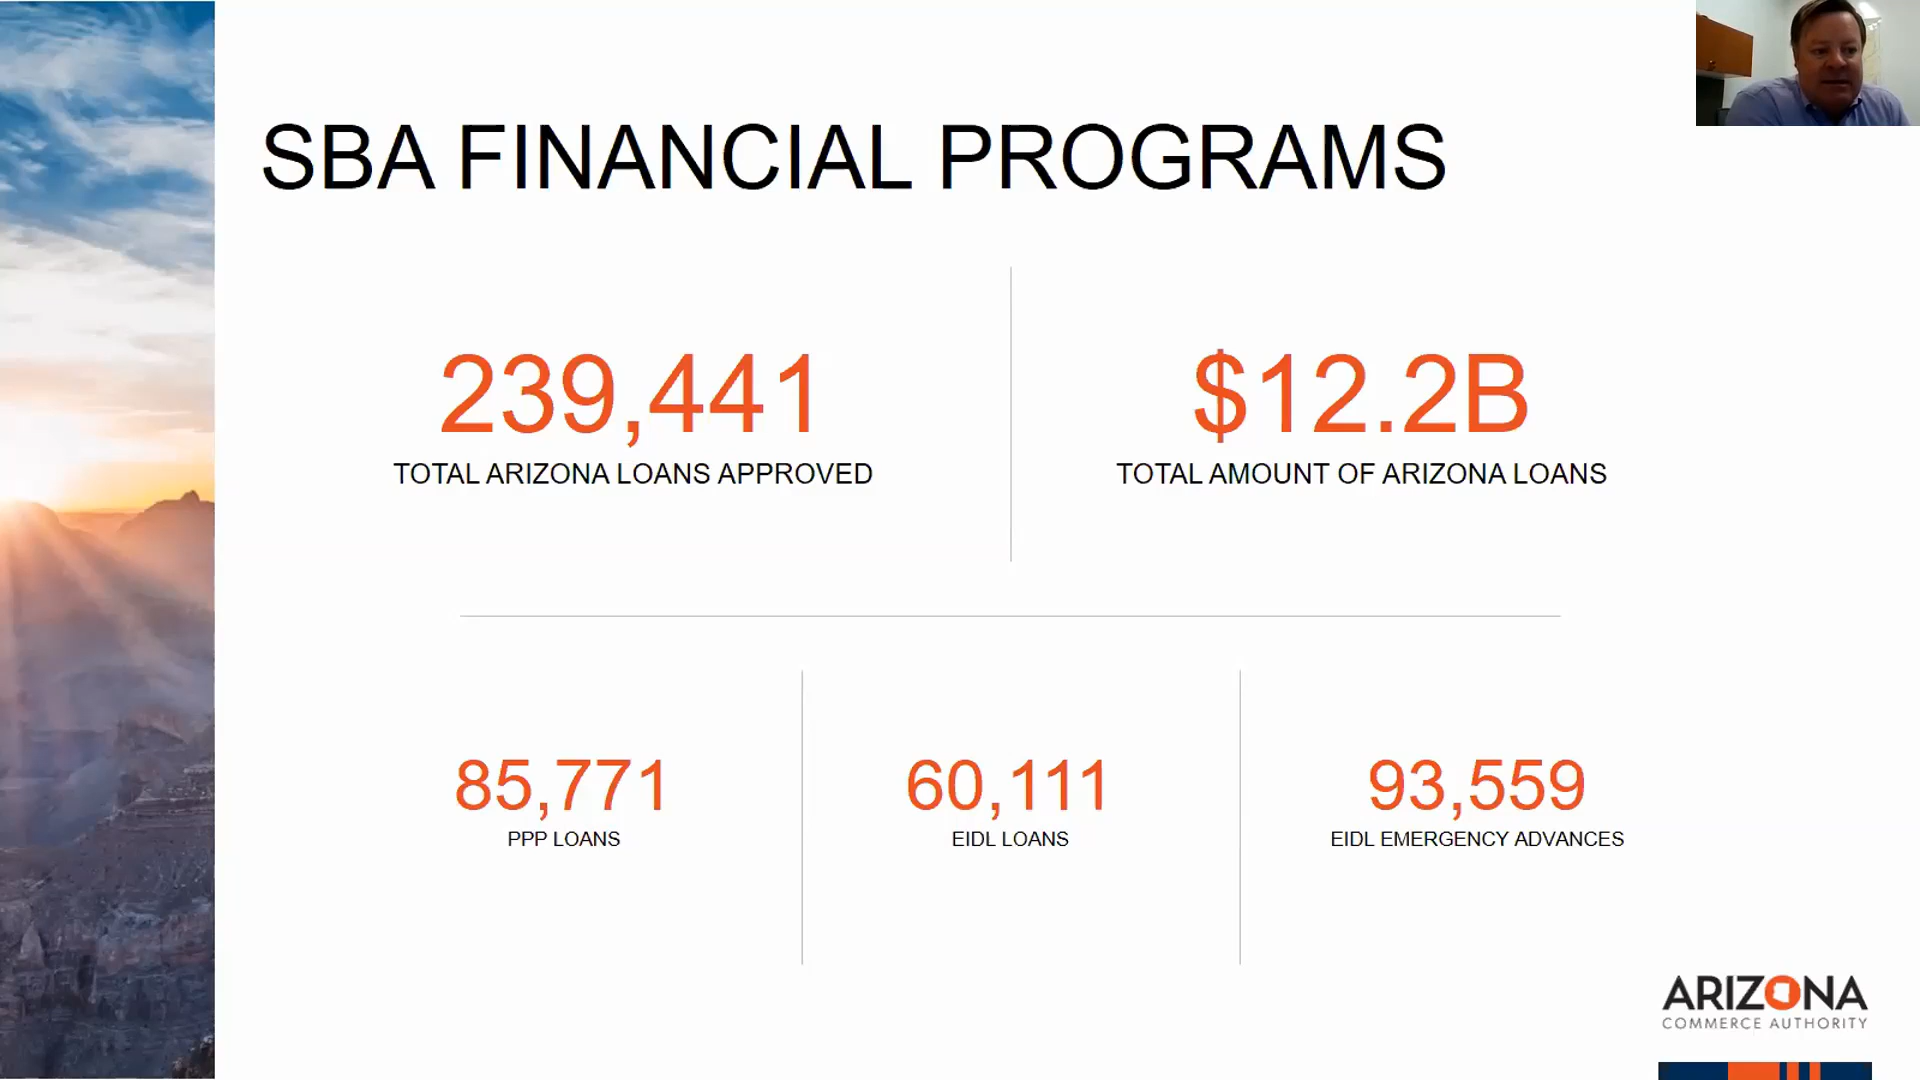 SBA FINANCIAL PROGRAMS
239,441
TOTAL ARIZONA LOANS APPROVED
$12.2B
TOTAL AMOUNT OF ARIZONA LOANS
85,771
PPP LOANS
60,111
EIDL LOANS
93,559
EIDL EMERGENCY ADVANCES
ARIZONA
COMMERCE AUTHORITY